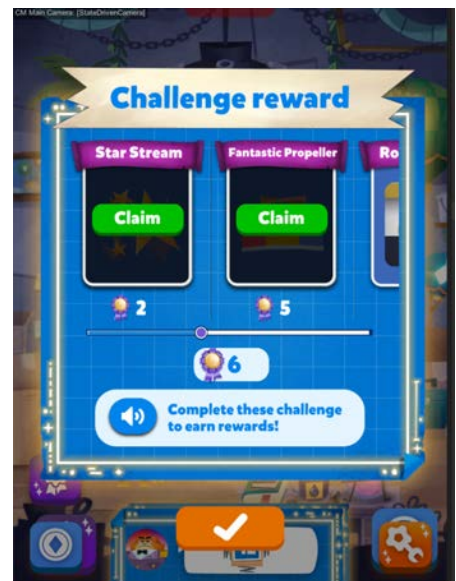 CM Main Camera: [StateDrivenCamera]
Challenge reward
Star Stream
Fantastic Propeller
Ro
Claim
Claim
2
5
6
Complete these challenge
to earn rewards!